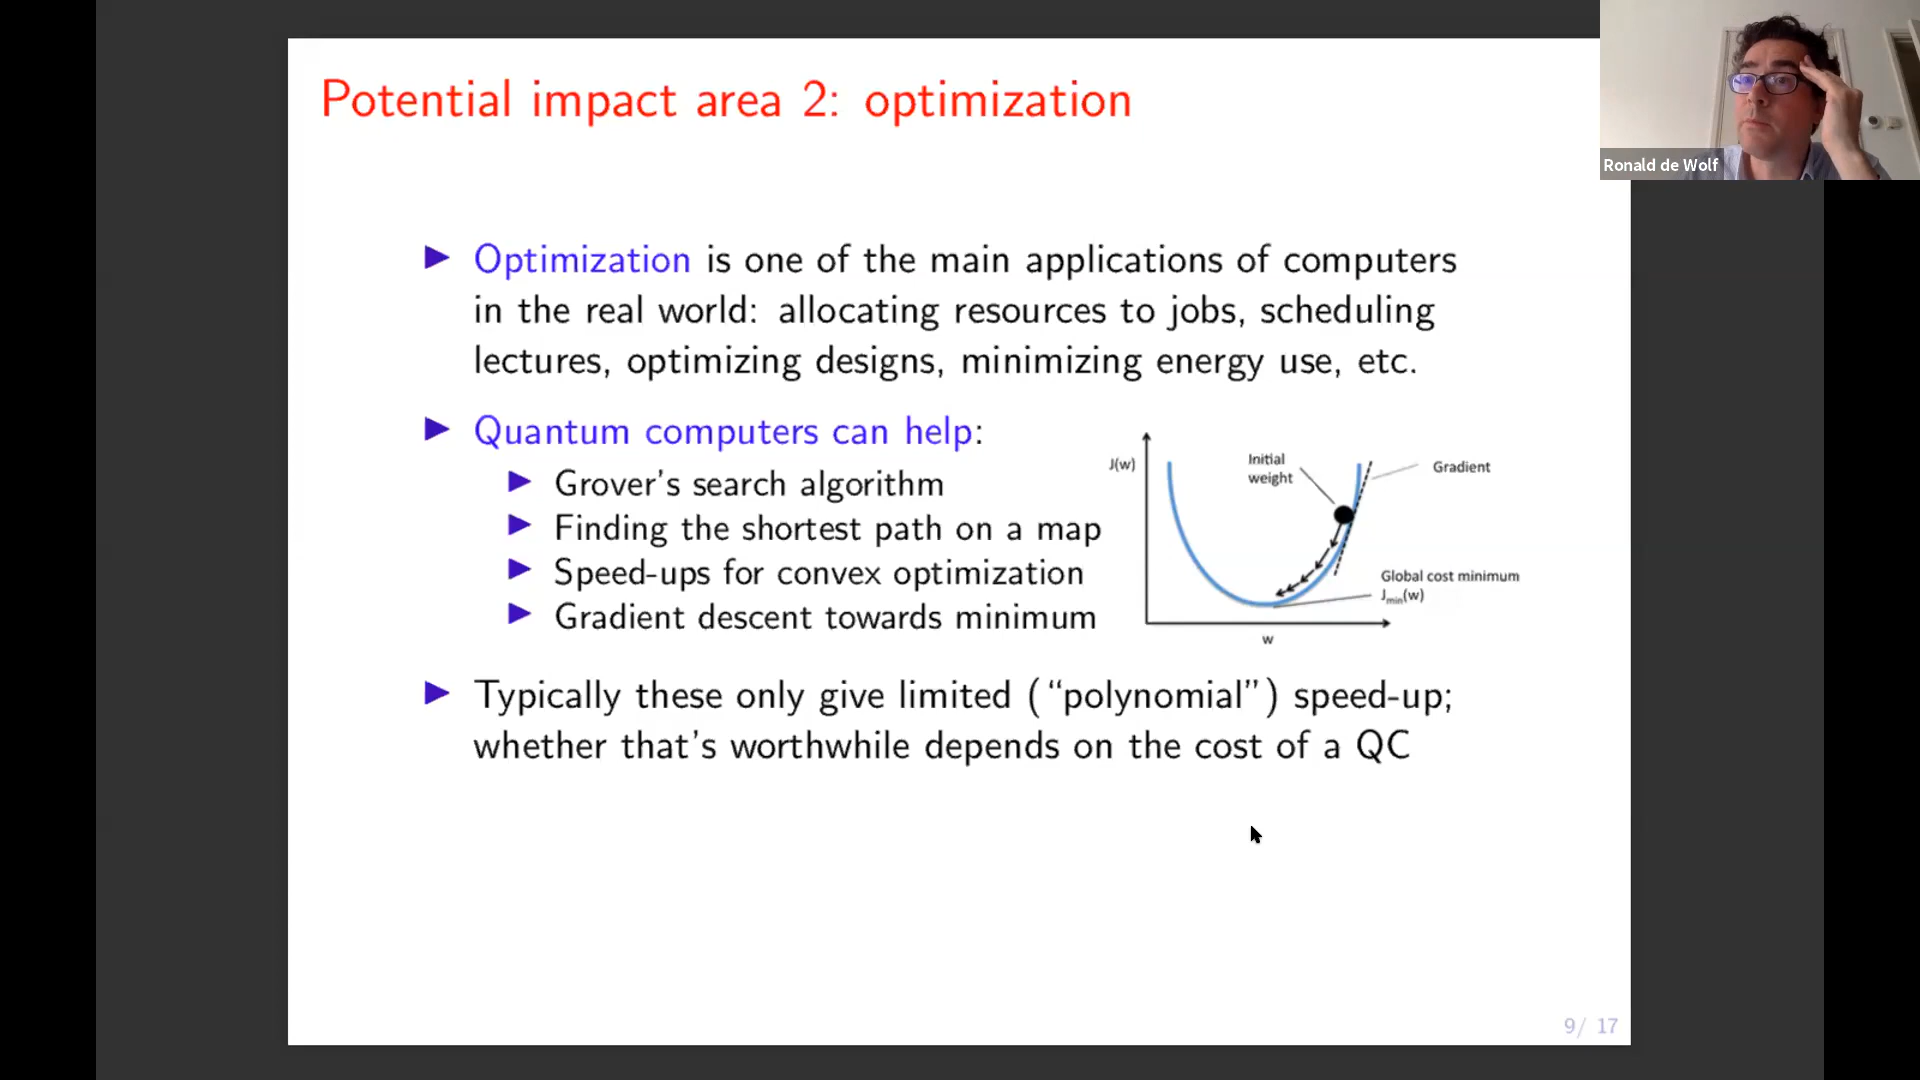 Potential impact area 2: optimization
Ronald de Wolf
Optimization is one of the main applications of computers
in the real world: allocating resources to jobs, scheduling
lectures, optimizing designs, minimizing energy use, etc.
Quantum computers can help:
Grover's search algorithm
Finding the shortest path on a map
Speed-ups for convex optimization
Gradient descent towards minimum
J(w)
Initial
weight
Gradient
Global cost minimum
Jmin(w)
w
Typically these only give limited (“polynomial”) speed-up;
whether that's worthwhile depends on the cost of a QC
9/ 17